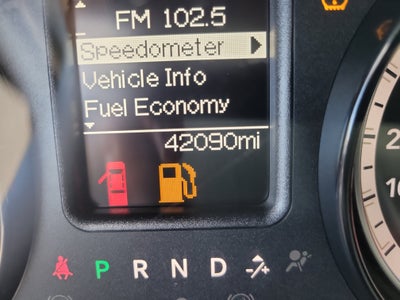 FM 102.5
Speedometer
Vehicle Info
Fuel Economy
42090mi
P R N D